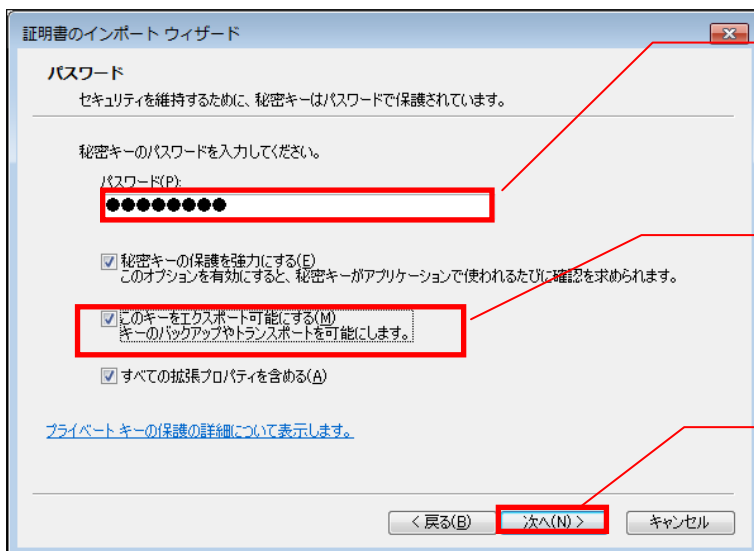 証明書のインポート ウィザード
パスワード
セキュリティを維持するために、秘密キーはパスワードで保護されています。
秘密キーのパスワードを入力してください。
パスワード(P):
●●●●●●●●
秘密キーの保護を強力にする(E)
このオプションを有効にすると、秘密キーがアプリケーションで使われるたびに確認を求められます。
このキーをエクスポート可能にする(M)
キーのバックアップやトランスポートを可能にします。
すべての拡張プロパティを含める(A)
プライベート キーの保護の詳細について表示します。
< 戻る(B) 次へ(N) > キャンセル